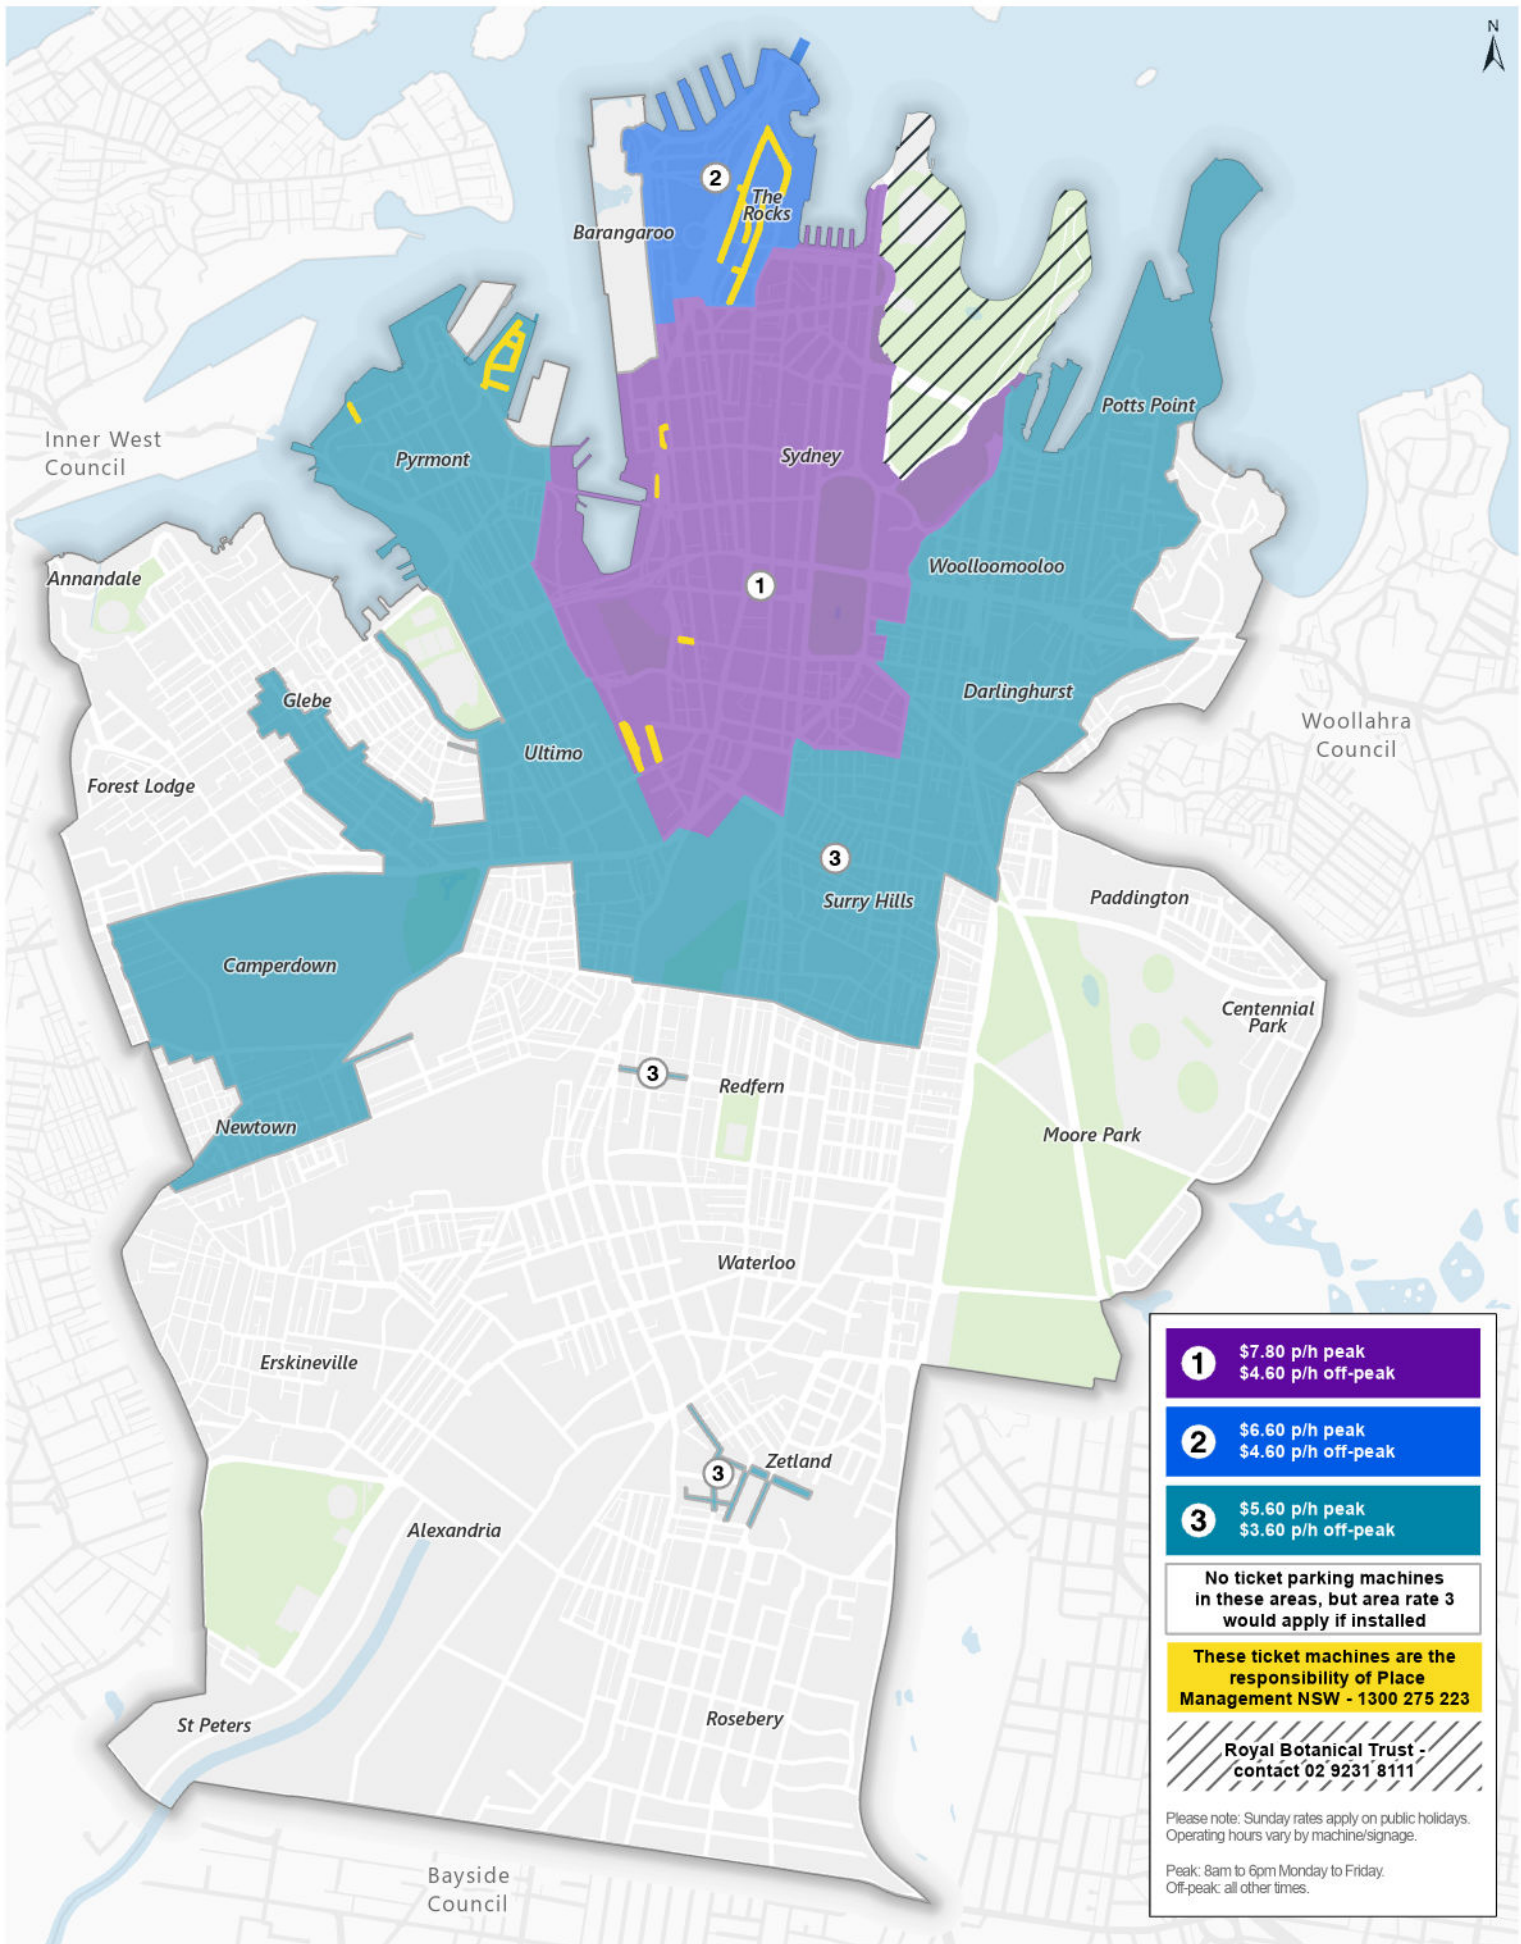 N
2
The
Rocks
Barangaroo
Potts Point
Inner West
Council
Pyrmont
Sydney
Annandale
Woolloomooloo
1
Glebe
Darlinghurst
Woollahra
Council
Ultimo
Forest Lodge
3
Surry Hills
Paddington
Camperdown
Centennial
Park
3
Redfern
Newtown
Moore Park
Waterloo
Erskineville
Zetland
3
Alexandria
St Peters
Rosebery
Bayside
Council
1
$7.80 p/h peak
$4.60 p/h off-peak
2
$6.60 p/h peak
$4.60 p/h off-peak
3
$5.60 p/h peak
$3.60 p/h off-peak
No ticket parking machines
in these areas, but area rate 3
would apply if installed
These ticket machines are the
responsibility of Place
Management NSW - 1300 275 223
Royal Botanical Trust -
contact 02 9231 8111
Please note: Sunday rates apply on public holidays.
Operating hours vary by machine/signage.
Peak: 8am to 6pm Monday to Friday.
Off-peak: all other times.